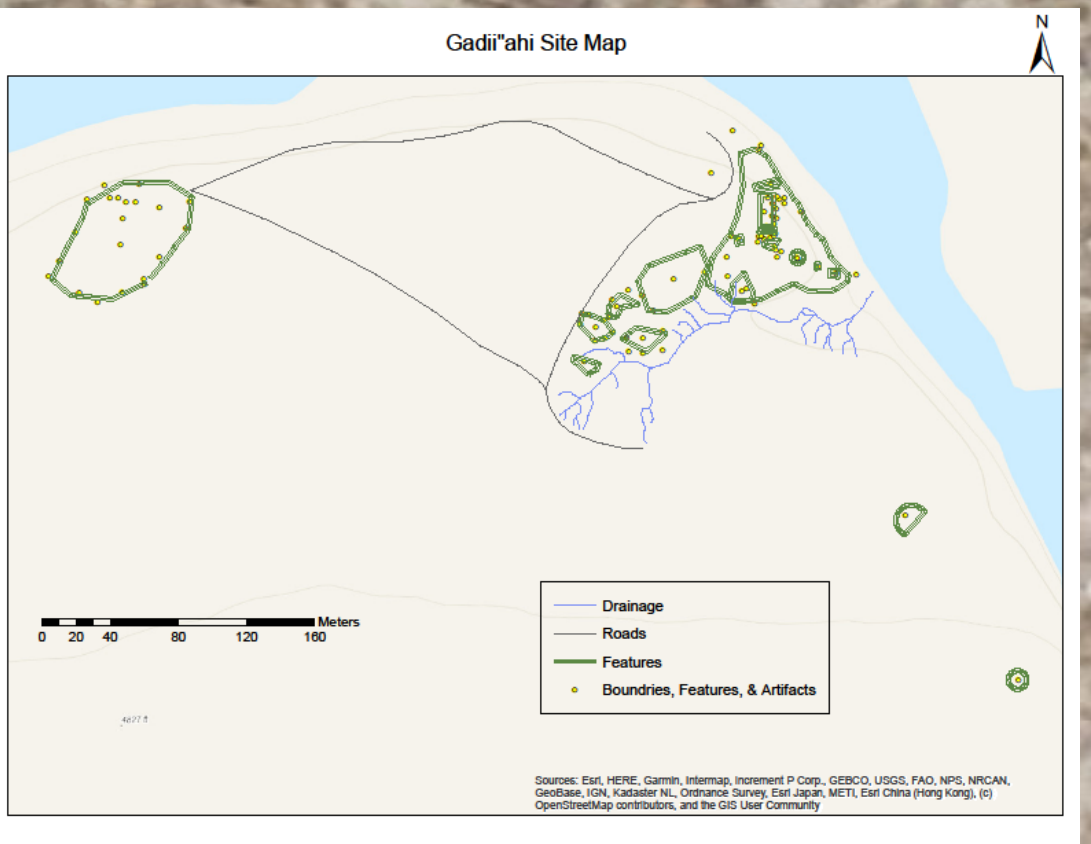 N
Gadii"ahi Site Map
Meters
0 20 40 80 120 160
Drainage
Roads
Features
Boundries, Features, & Artifacts
4827 ft
Sources: Esri, HERE, Garmin, Intermap, increment P Corp., GEBCO, USGS, FAO, NPS, NRCAN,
GeoBase, IGN, Kadaster NL, Ordnance Survey, Esri Japan, METI, Esri China (Hong Kong), (c)
OpenStreetMap contributors, and the GIS User Community